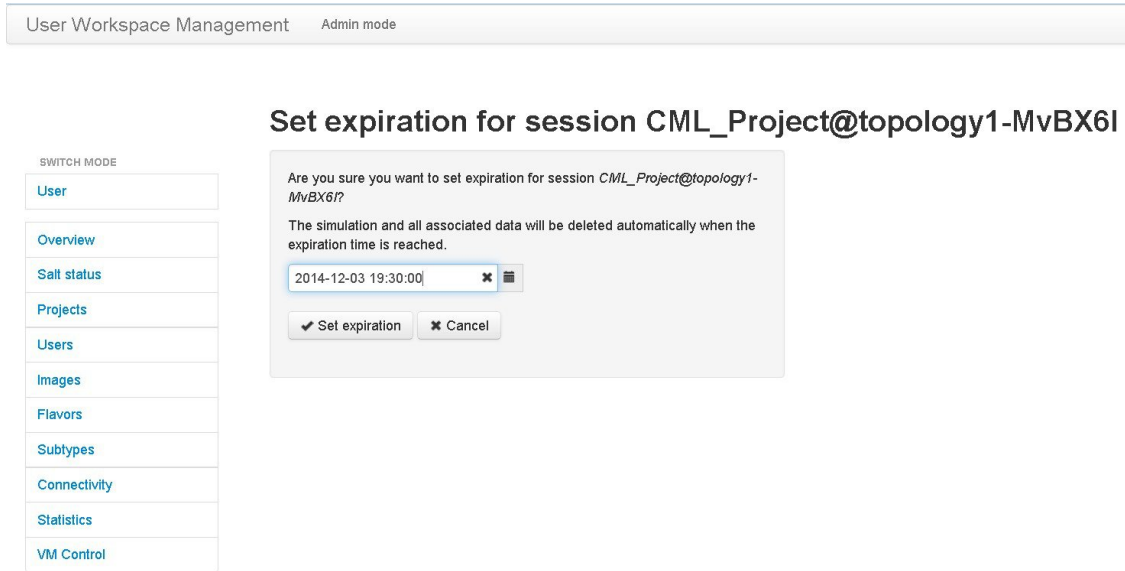 User Workspace Management Admin mode
Set expiration for session CML_Project@topology1-MvBX6l
SWITCH MODE
User
Overview
Salt status
Projects
Users
Images
Flavors
Subtypes
Connectivity
Statistics
VM Control
Are you sure you want to set expiration for session CML_Project@topology1-
MvBX6l?
The simulation and all associated data will be deleted automatically when the
expiration time is reached.
2014-12-03 19:30:00
Set expiration
Cancel